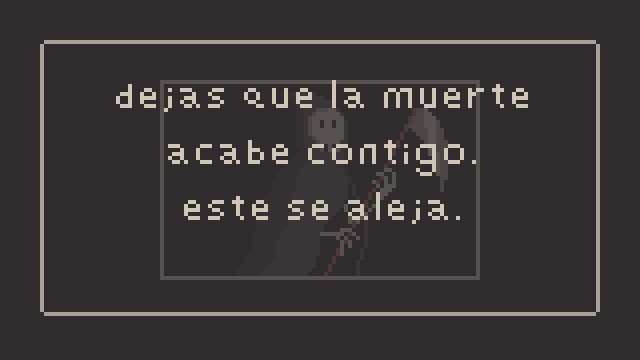 dejas que la muerte
acabe contigo.
este se aleja.